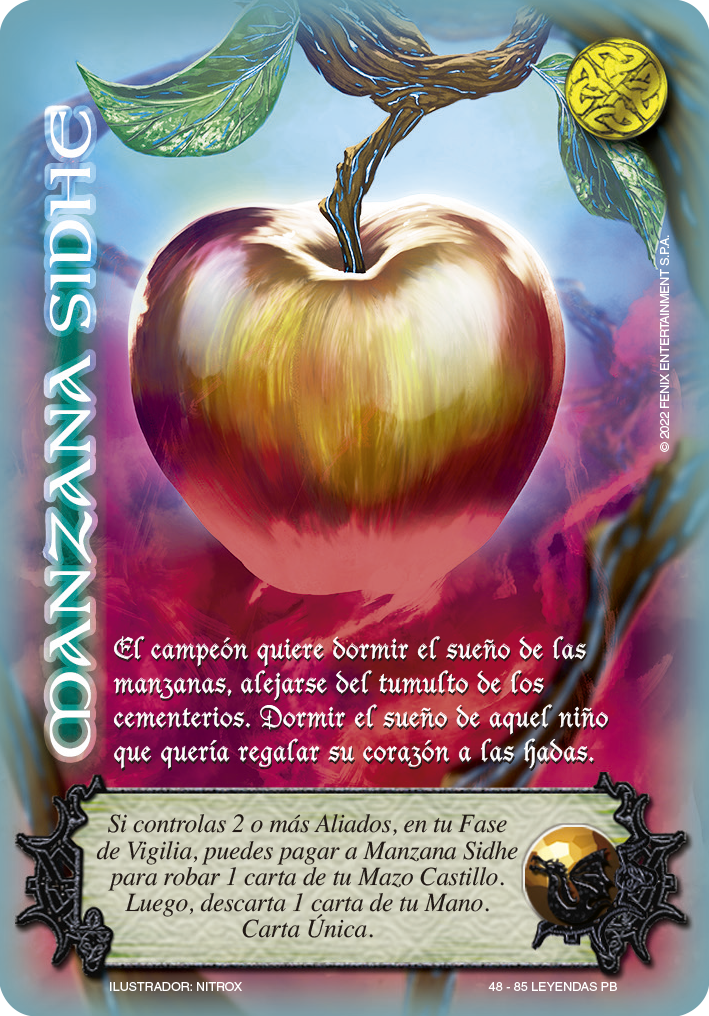 MANZANA SIDHE
© 2022 FENIX ENTERTAINMENT S.P.A.
El campeón quiere dormir el sueño de las
manzanas, alejarse del tumulto de los
cementerios. Dormir el sueño de aquel niño
que quería regalar su corazón a las hadas.
Si controlas 2 o más Aliados, en tu Fase
de Vigilia, puedes pagar a Manzana Sidhe
para robar 1 carta de tu Mazo Castillo.
Luego, descarta 1 carta de tu Mano.
Carta Única.
ILUSTRADOR: NITROX
48 - 85 LEYENDAS PB